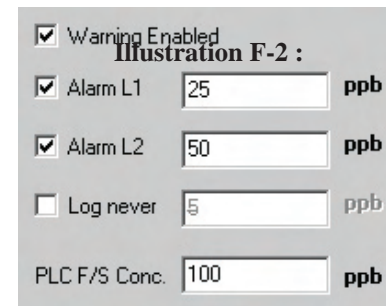 Warning Enabled
Illustration F-2 :
Alarm L1 25 ppb
Alarm L2 50 ppb
Log never 5 ppb
PLC F/S Conc. 100 ppb